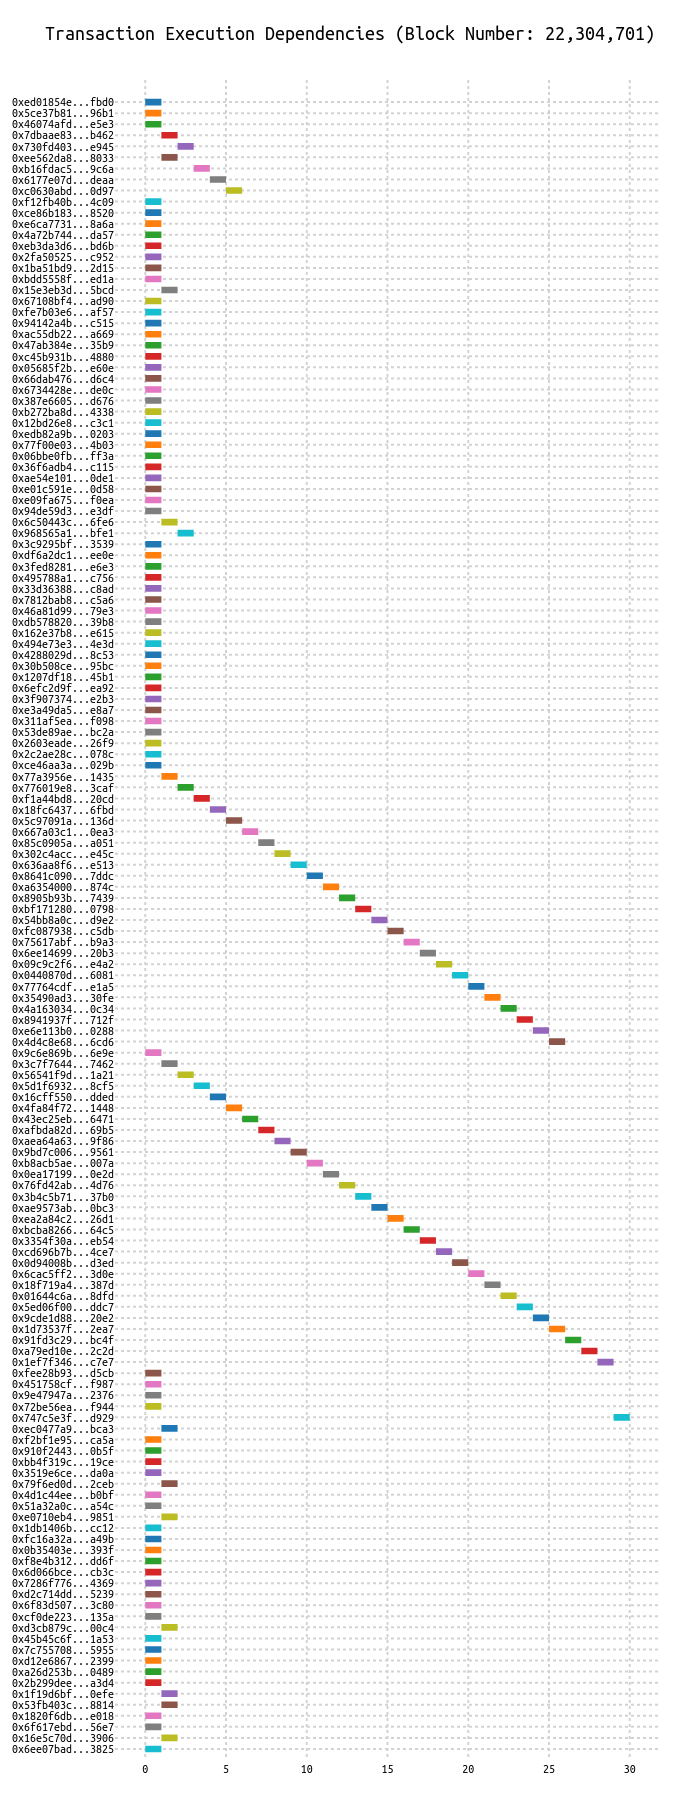 Transaction Execution Dependencies (Block Number: 22,304,701)
0xed01854e...fbd0
0x5ce37b81...96b1
0x46074afd...e5e3
0x7dbaae83...b462
0x730fd403...e945
0xee562da8...8033
0xb16fdac5...9c6a
0x6177e07d...deaa
0xc0630abd...0d97
0xf12fb40b...4c09
0xce86b183...8520
0xe6ca7731...8a6a
0x4a72b744...da57
0xeb3da3d6...bd6b
0x2fa50525...c952
0x1ba51bd9...2d15
0xbdd5558f...ed1a
0x15e3eb3d...5bcd
0x67108bf4...ad90
0xfe7b03e6...af57
0x94142a4b...c515
0xac55db22...a669
0x47ab384e...35b9
0xc45b931b...4880
0x05685f2b...e60e
0x66dab476...d6c4
0x6734428e...de0c
0x387e6605...d676
0xb272ba8d...4338
0x12bd26e8...c3c1
0xedb82a9b...0203
0x77f00e03...4b03
0x06bbe0fb...ff3a
0x36f6adb4...c115
0xae54e101...0de1
0xe01c591e...0d58
0xe09fa675...f0ea
0x94de59d3...e3df
0x6c50443c...6fe6
0x968565a1...bfe1
0x3c9295bf...3539
0xdf6a2dc1...ee0e
0x3fed8281...e6e3
0x495788a1...c756
0x33d36388...c8ad
0x7812bab8...c5a6
0x46a81d99...79e3
0xdb578820...39b8
0x162e37b8...e615
0x494e73e3...4e3d
0x4288029d...8c53
0x30b508ce...95bc
0x1207df18...45b1
0x6efc2d9f...ea92
0x3f907374...e2b3
0xe3a49da5...e8a7
0x311af5ea...f098
0x53de89ae...bc2a
0x2603eade...26f9
0x2c2ae28c...078c
0xce46aa3a...029b
0x77a3956e...1435
0x776019e8...3caf
0xf1a44bd8...20cd
0x18fc6437...6fbd
0x5c97091a...136d
0x667a03c1...0ea3
0x85c0905a...a051
0x302c4acc...e45c
0x636aa8f6...e513
0x8641c090...7ddc
0xa6354000...874c
0x8905b93b...7439
0xbf171280...0798
0x54bb8a0c...d9e2
0xfc087938...c5db
0x75617abf...b9a3
0x6ee14699...20b3
0x09c9c2f6...e4a2
0x0440870d...6081
0x77764cdf...e1a5
0x35490ad3...30fe
0x4a163034...0c34
0x8941937f...712f
0xe6e113b0...0288
0x4d4c8e68...6cd6
0x9c6e869b...6e9e
0x3c7f7644...7462
0x56541f9d...1a21
0x5d1f6932...8cf5
0x16cff550...dded
0x4fa84f72...1448
0x43ec25eb...6471
0xafbda82d...69b5
0xaea64a63...9f86
0x9bd7c006...9561
0xb8acb5ae...007a
0x0ea17199...0e2d
0x76fd42ab...4d76
0x3b4c5b71...37b0
0xae9573ab...0bc3
0xea2a84c2...26d1
0xbcba8266...64c5
0x3354f30a...eb54
0xcd696b7b...4ce7
0x0d94008b...d3ed
0x6cac5ff2...3d0e
0x18f719a4...387d
0x01644c6a...8dfd
0x5ed06f00...ddc7
0x9cde1d88...20e2
0x1d73537f...2ea7
0x91fd3c29...bc4f
0xa79ed10e...2c2d
0x1ef7f346...c7e7
0xfee28b93...d5cb
0x451758cf...f987
0x9e47947a...2376
0x72be56ea...f944
0x747c5e3f...d929
0xec0477a9...bca3
0xf2bf1e95...ca5a
0x910f2443...0b5f
0xbb4f319c...19ce
0x3519e6ce...da0a
0x79f6ed0d...2ceb
0x4d1c44ee...b0bf
0x51a32a0c...a54c
0xe0710eb4...9851
0x1db1406b...cc12
0xfc16a32a...a49b
0x0b35403e...393f
0xf8e4b312...dd6f
0x6d066bce...cb3c
0x7286f776...4369
0xd2c714dd...5239
0x6f83d507...3c80
0xcf0de223...135a
0xd3cb879c...00c4
0x45b45c6f...1a53
0x7c755708...5955
0xd12e6867...2399
0xa26d253b...0489
0x2b299dee...a3d4
0x1f19d6bf...0efe
0x53fb403c...8814
0x1820f6db...e018
0x6f617ebd...56e7
0x16e5c70d...3906
0x6ee07bad...3825
0 5 10 15 20 25 30